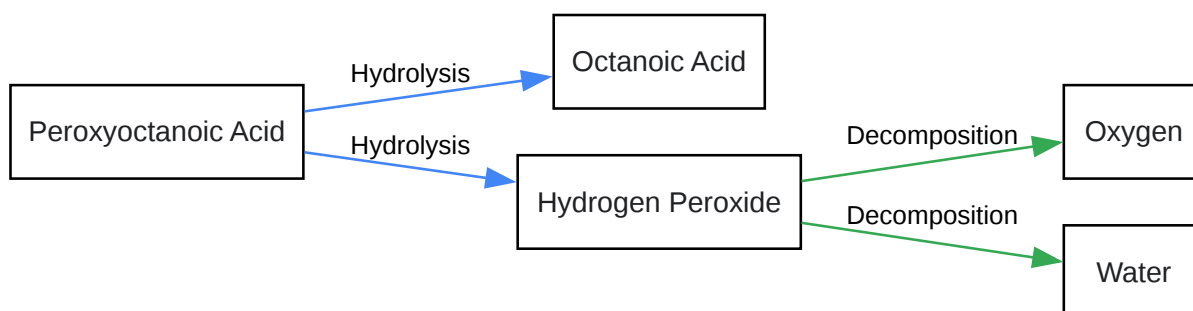 Octanoic Acid
Hydrolysis
Peroxyoctanoic Acid
Hydrolysis
Hydrogen Peroxide
Decomposition
Oxygen
Decomposition
Water